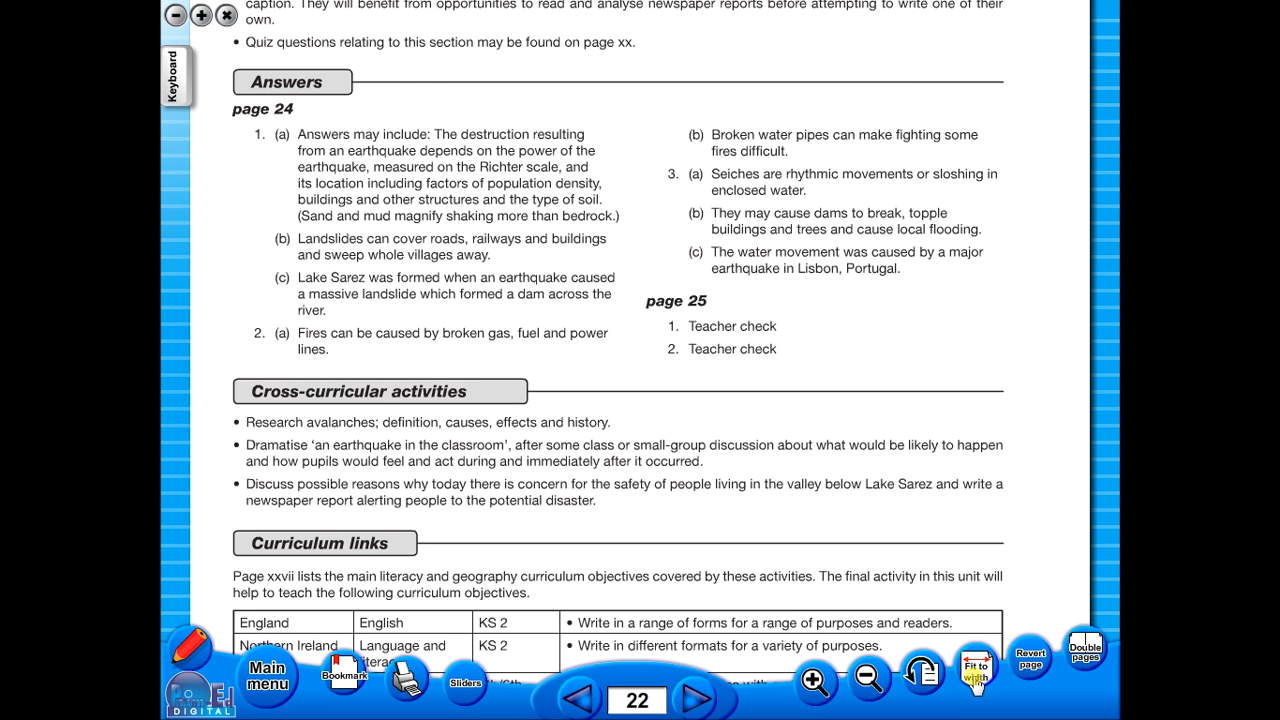 caption. They will benefit from opportunities to read and analyse newspaper reports before attempting to write one of their
own.
• Quiz questions relating to this section may be found on page xx.
Keyboard
Answers
page 24
1. (a) Answers may include: The destruction resulting
from an earthquake depends on the power of the
earthquake, measured on the Richter scale, and
its location including factors of population density,
buildings and other structures and the type of soil.
(Sand and mud magnify shaking more than bedrock.)
(b) Landslides can cover roads, railways and buildings
and sweep whole villages away.
(c) Lake Sarez was formed when an earthquake caused
a massive landslide which formed a dam across the
river.
2. (a) Fires can be caused by broken gas, fuel and power
lines.
(b) Broken water pipes can make fighting some
fires difficult.
3. (a) Seiches are rhythmic movements or sloshing in
enclosed water.
(b) They may cause dams to break, topple
buildings and trees and cause local flooding.
(c) The water movement was caused by a major
earthquake in Lisbon, Portugal.
page 25
1. Teacher check
2. Teacher check
Cross-curricular activities
• Research avalanches; definition, causes, effects and history.
• Dramatise ‘an earthquake in the classroom’, after some class or small-group discussion about what would be likely to happen
and how pupils would feel and act during and immediately after it occurred.
• Discuss possible reasons why today there is concern for the safety of people living in the valley below Lake Sarez and write a
newspaper report alerting people to the potential disaster.
Curriculum links
Page xxvii lists the main literacy and geography curriculum objectives covered by these activities. The final activity in this unit will
help to teach the following curriculum objectives.
England English KS 2 • Write in a range of forms for a range of purposes and readers.
Northern Ireland Language and KS 2 • Write in different formats for a variety of purposes.
Main
menu
Bookmark
Sliders
22
Fit to
width
Revert
page
Double
pages
DIGITAL